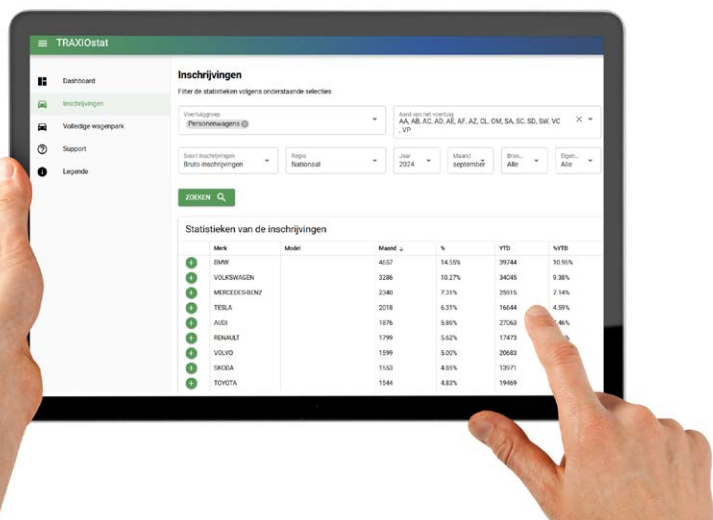 TRAXIOstat
Dashboard
Inschrijvingen
Volledige wagenpark
Support
Legende
Inschrijvingen
Filter de statistieken volgens onderstaande selecties
Voertuiggroep
Personenwagens
Aard van het voertuig
AA, AB, AC, AD, AE, AF, AZ, CL, OM, SA, SC, SD, SW, VC
, VP
Soort inschrijvingen
Bruto inschrijvingen
Regio
Nationaal
Jaar
2024
Maand
september
Bron...
Alle
Eigen...
Alle
ZOEKEN
Statistieken van de inschrijvingen
Merk Model Maand ↓ % YTD %YTD
BMW 4657 14.55% 39744 10.96%
VOLKSWAGEN 3286 10.27% 34045 9.38%
MERCEDES-BENZ 2340 7.31% 25915 7.14%
TESLA 2018 6.31% 16644 4.59%
AUDI 1876 5.86% 27063 .46%
RENAULT 1799 5.62% 17473
VOLVO 1599 5.00% 20683
SKODA 1553 4.85% 13971
TOYOTA 1544 4.83% 19469